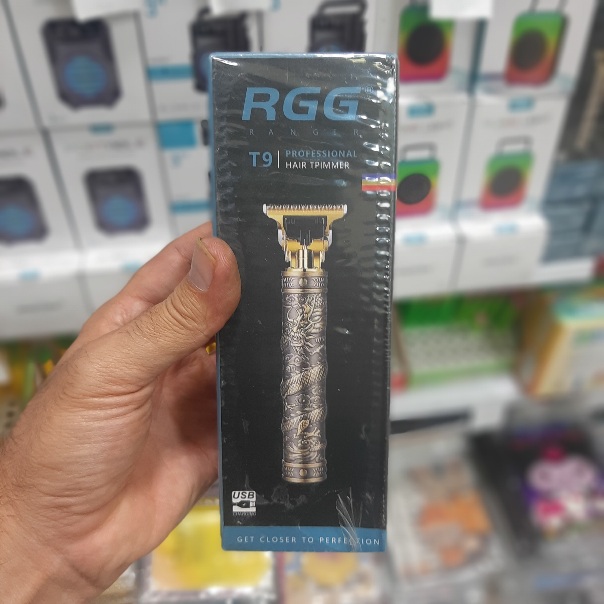 RGG
RANGER
T9 PROFESSIONAL
HAIR TPIMMER
USB
GET CLOSER TO PERFECTION